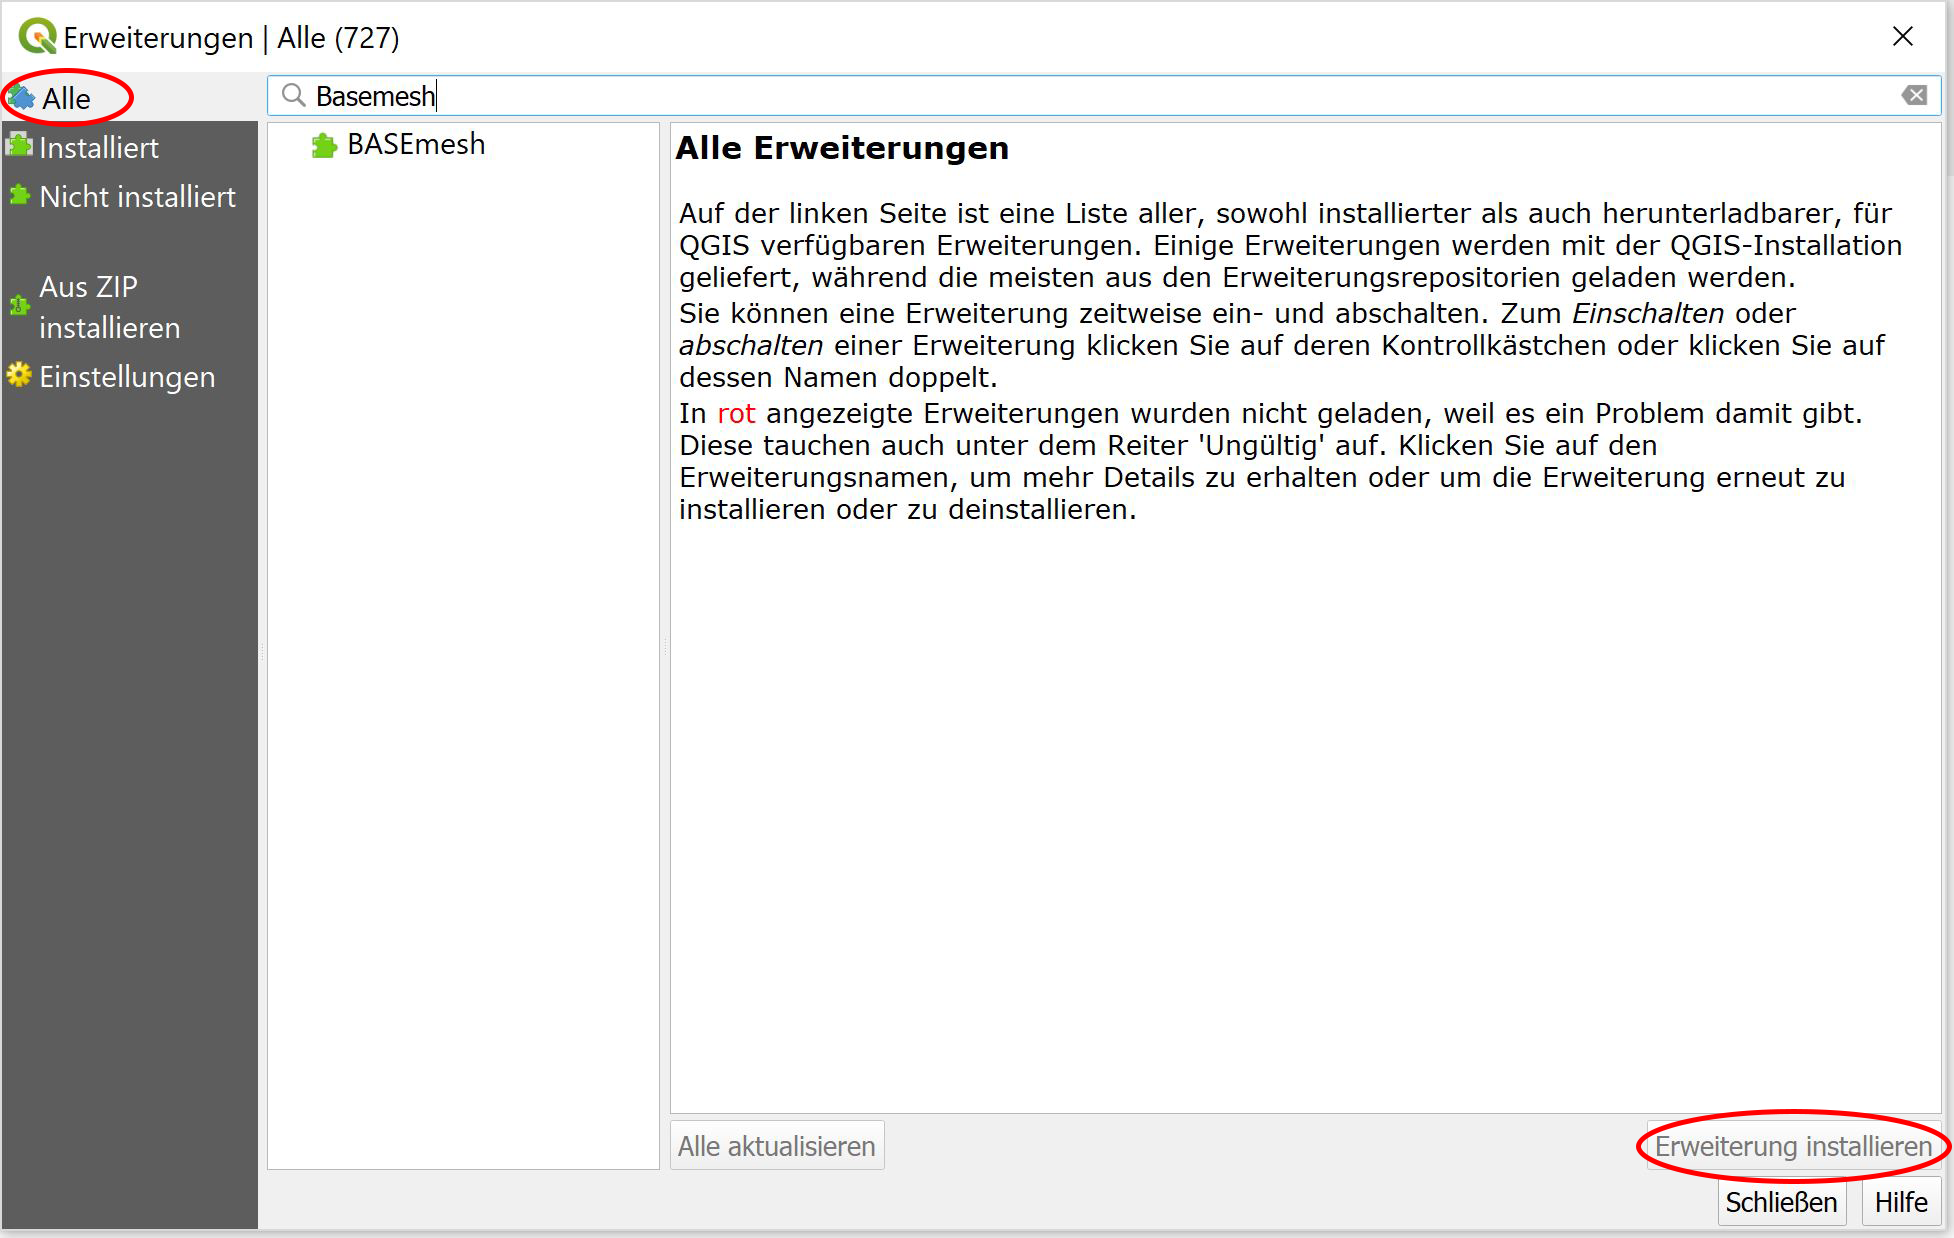 Erweiterungen | Alle (727)
Alle
Installiert
Nicht installiert
Aus ZIP
installieren
Einstellungen
Basemesh
BASEmesh
Alle Erweiterungen
Auf der linken Seite ist eine Liste aller, sowohl installierter als auch herunterladbarer, für
QGIS verfügbaren Erweiterungen. Einige Erweiterungen werden mit der QGIS-Installation
geliefert, während die meisten aus den Erweiterungsrepositorien geladen werden.
Sie können eine Erweiterung zeitweise ein- und abschalten. Zum Einschalten oder
abschalten einer Erweiterung klicken Sie auf deren Kontrollkästchen oder klicken Sie auf
dessen Namen doppelt.
In rot angezeigte Erweiterungen wurden nicht geladen, weil es ein Problem damit gibt.
Diese tauchen auch unter dem Reiter 'Ungültig' auf. Klicken Sie auf den
Erweiterungsnamen, um mehr Details zu erhalten oder um die Erweiterung erneut zu
installieren oder zu deinstallieren.
Alle aktualisieren
Erweiterung installieren
Schließen
Hilfe